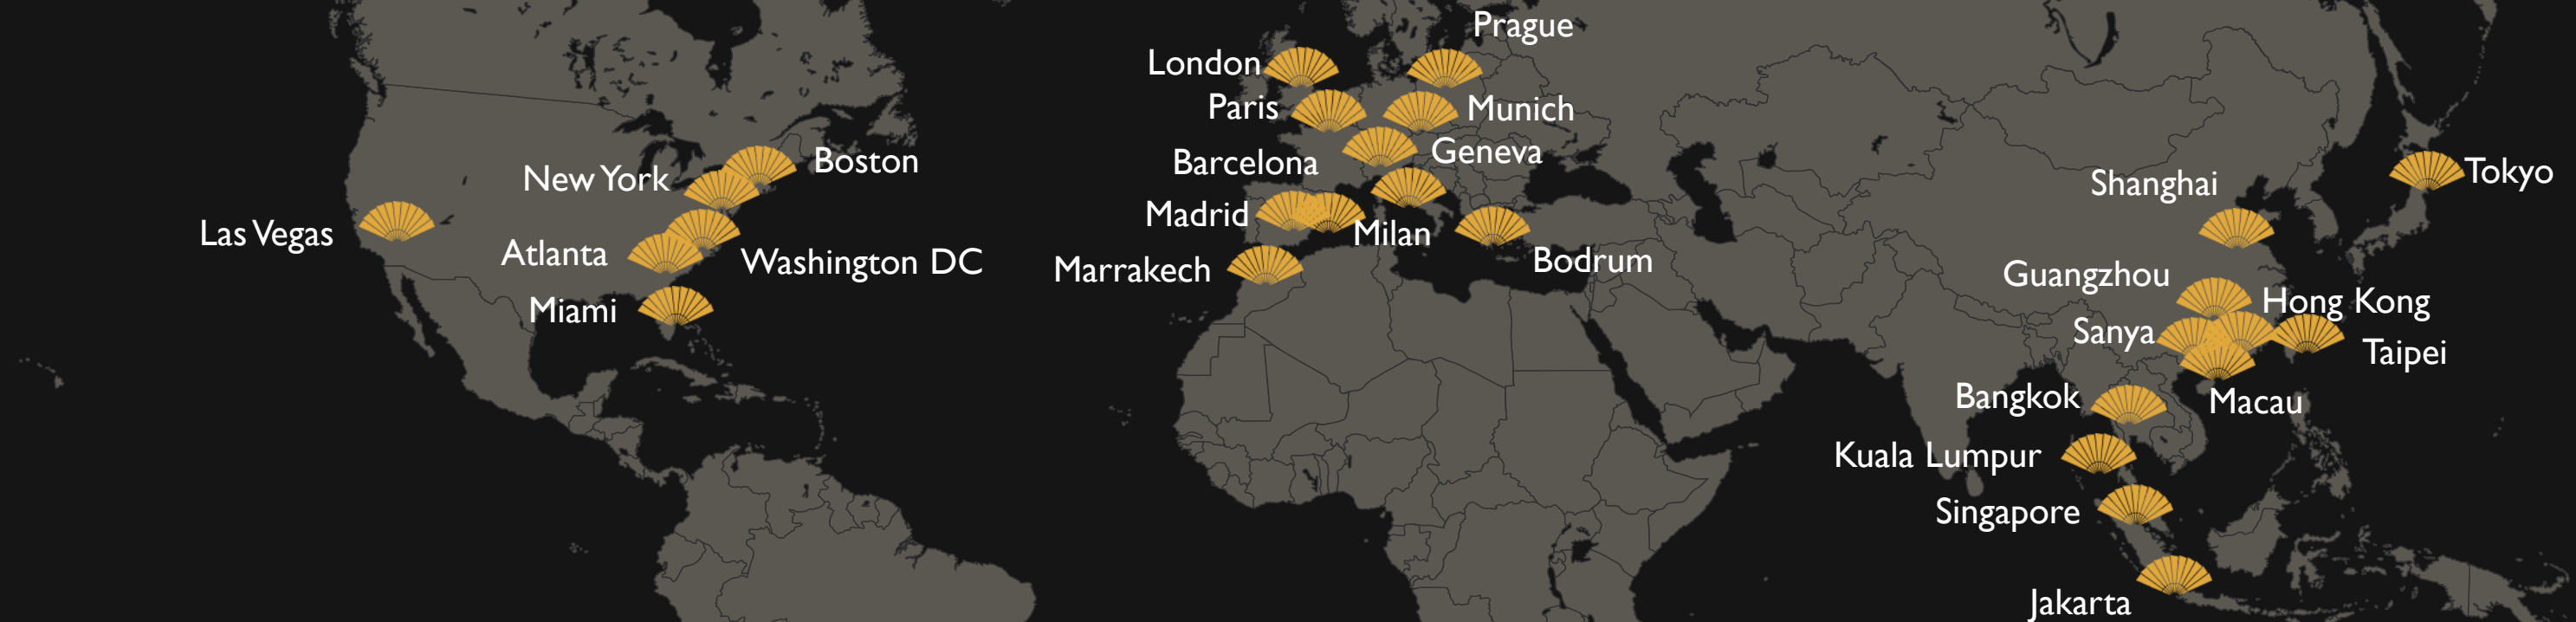 Prague
London
Paris
Munich
Barcelona
Geneva
Madrid
Milan
Bodrum
Marrakech
Boston
New York
Las Vegas
Atlanta
Washington DC
Miami
Tokyo
Shanghai
Guangzhou
Hong Kong
Sanya
Taipei
Bangkok
Macau
Kuala Lumpur
Singapore
Jakarta